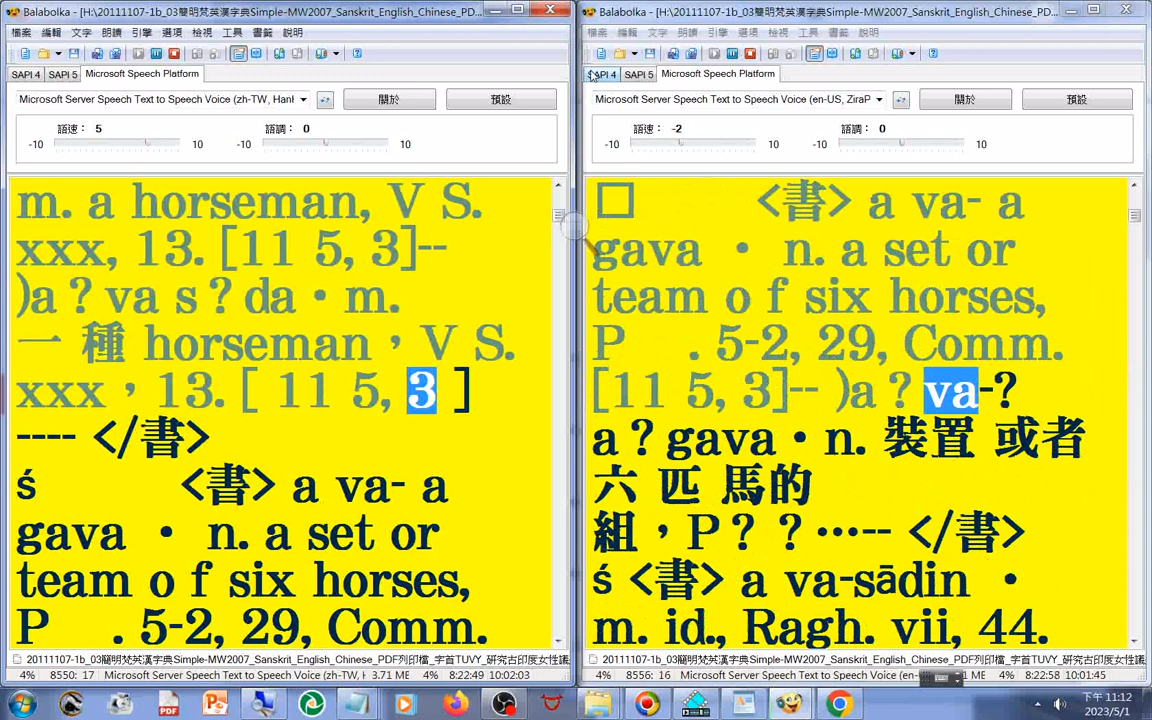 Balabolka - [H:\20111107-1b_03簡明梵英漢字典Simple-MW2007_Sanskrit_English_Chinese_PD...
檔案 編輯 文字 朗讀 引擎 選項 檢視 工具 書籤 說明
SAPI 4 SAPI 5 Microsoft Speech Platform
Microsoft Server Speech Text to Speech Voice (zh-TW, HanH 關於 預設
語速： 5 語調： 0
-10 10 -10 10
m. a horseman, V S.
xxx, 13. [11 5, 3]--
)a？va s？da・m.
一 種 horseman，V S.
xxx，13. [ 11 5, 3 ]
---- </書>
ś <書> a va- a
gava ・ n. a set or
team o f six horses,
P . 5-2, 29, Comm.
20111107-1b_03簡明梵英漢字典Simple-MW2007_Sanskrit_English_Chinese_PDF列印檔_字首TUVY_研究古印度女性議
4% 8550: 17 Microsoft Server Speech Text to Speech Voice (zh-TW, H 3.71 MB 4% 8:22:49 10:02:03
Balabolka - [H:\20111107-1b_03簡明梵英漢字典Simple-MW2007_Sanskrit_English_Chinese_PDF...
檔案 編輯 文字 朗讀 引擎 選項 檢視 工具 書籤 說明
SAPI 4 SAPI 5 Microsoft Speech Platform
Microsoft Server Speech Text to Speech Voice (en-US, ZiraP 關於 預設
語速： -2 語調： 0
-10 10 -10 10
□ <書> a va- a
gava ・ n. a set or
team o f six horses,
P . 5-2, 29, Comm.
[11 5, 3]-- )a？va-？
a？gava・n. 裝置 或者
六 匹 馬的
組，P？？…-- </書>
ś <書> a va-sādin ・
m. id., Ragh. vii, 44.
20111107-1b_03簡明梵英漢字典Simple-MW2007_Sanskrit_English_Chinese_PDF列印檔_字首TUVY_研究古印度女性議
4% 8556: 16 Microsoft Server Speech Text to Speech Voice 4% 8:22:58 10:01:45
下午 11:12
2023/5/1